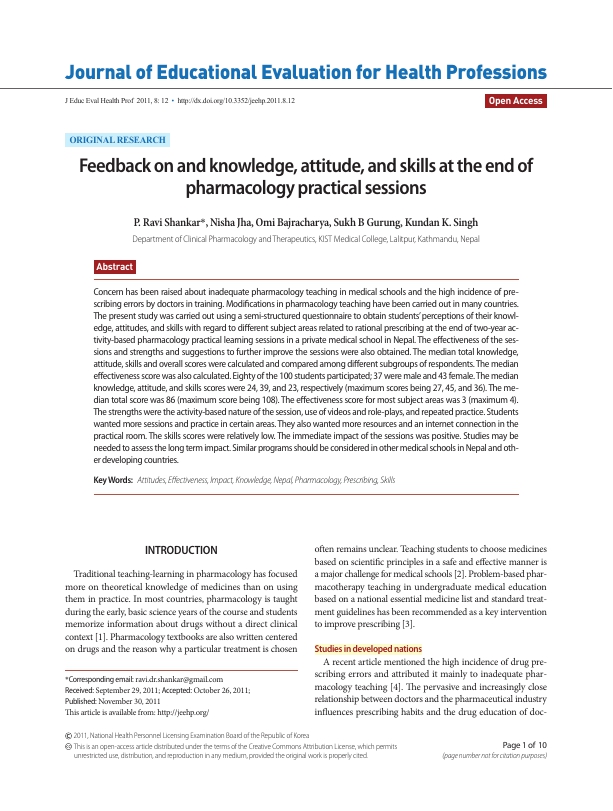 Journal of Educational Evaluation for Health Professions
J Educ Eval Health Prof 2011, 8: 12 • http://dx.doi.org/10.3352/jeehp.2011.8.12
Open Access
ORIGINAL RESEARCH
Feedback on and knowledge, attitude, and skills at the end of
pharmacology practical sessions
P. Ravi Shankar*, Nisha Jha, Omi Bajracharya, Sukh B Gurung, Kundan K. Singh
Department of Clinical Pharmacology and Therapeutics, KIST Medical College, Lalitpur, Kathmandu, Nepal
Abstract
Concern has been raised about inadequate pharmacology teaching in medical schools and the high incidence of pre-
scribing errors by doctors in training. Modifications in pharmacology teaching have been carried out in many countries.
The present study was carried out using a semi-structured questionnaire to obtain students' perceptions of their knowl-
edge, attitudes, and skills with regard to different subject areas related to rational prescribing at the end of two-year ac-
tivity-based pharmacology practical learning sessions in a private medical school in Nepal. The effectiveness of the ses-
sions and strengths and suggestions to further improve the sessions were also obtained. The median total knowledge,
attitude, skills and overall scores were calculated and compared among different subgroups of respondents. The median
effectiveness score was also calculated. Eighty of the 100 students participated; 37 were male and 43 female. The median
knowledge, attitude, and skills scores were 24, 39, and 23, respectively (maximum scores being 27, 45, and 36). The me-
dian total score was 86 (maximum score being 108). The effectiveness score for most subject areas was 3 (maximum 4).
The strengths were the activity-based nature of the session, use of videos and role-plays, and repeated practice. Students
wanted more sessions and practice in certain areas. They also wanted more resources and an internet connection in the
practical room. The skills scores were relatively low. The immediate impact of the sessions was positive. Studies may be
needed to assess the long term impact. Similar programs should be considered in other medical schools in Nepal and oth-
er developing countries.
Key Words: Attitudes, Effectiveness, Impact, Knowledge, Nepal, Pharmacology, Prescribing, Skills
INTRODUCTION
Traditional teaching-learning in pharmacology has focused
more on theoretical knowledge of medicines than on using
them in practice. In most countries, pharmacology is taught
during the early, basic science years of the course and students
memorize information about drugs without a direct clinical
context [1]. Pharmacology textbooks are also written centered
on drugs and the reason why a particular treatment is chosen
*Corresponding email: ravi.dr.shankar@gmail.com
Received: September 29, 2011; Accepted: October 26, 2011;
Published: November 30, 2011
This article is available from: http://jeehp.org/
often remains unclear. Teaching students to choose medicines
based on scientific principles in a safe and effective manner is
a major challenge for medical schools [2]. Problem-based phar-
macotherapy teaching in undergraduate medical education
based on a national essential medicine list and standard treat-
ment guidelines has been recommended as a key intervention
to improve prescribing [3].
Studies in developed nations
A recent article mentioned the high incidence of drug pre-
scribing errors and attributed it mainly to inadequate phar-
macology teaching [4]. The pervasive and increasingly close
relationship between doctors and the pharmaceutical industry
influences prescribing habits and the drug education of doc-
© 2011, National Health Personnel Licensing Examination Board of the Republic of Korea
This is an open-access article distributed under the terms of the Creative Commons Attribution License, which permits
unrestricted use, distribution, and reproduction in any medium, provided the original work is properly cited.
Page 1 of 10
(page number not for citation purposes)